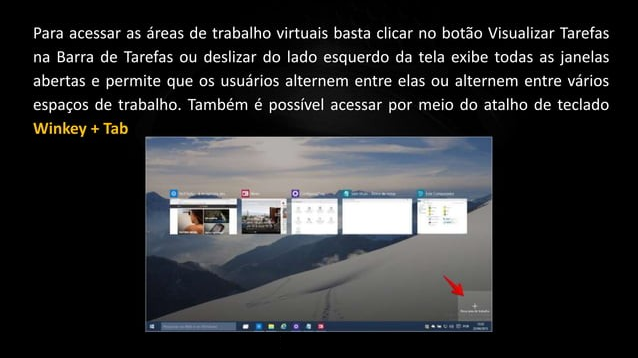 Para acessar as áreas de trabalho virtuais basta clicar no botão Visualizar Tarefas
na Barra de Tarefas ou deslizar do lado esquerdo da tela exibe todas as janelas
abertas e permite que os usuários alternem entre elas ou alternem entre vários
espaços de trabalho. Também é possível acessar por meio do atalho de teclado
Winkey + Tab